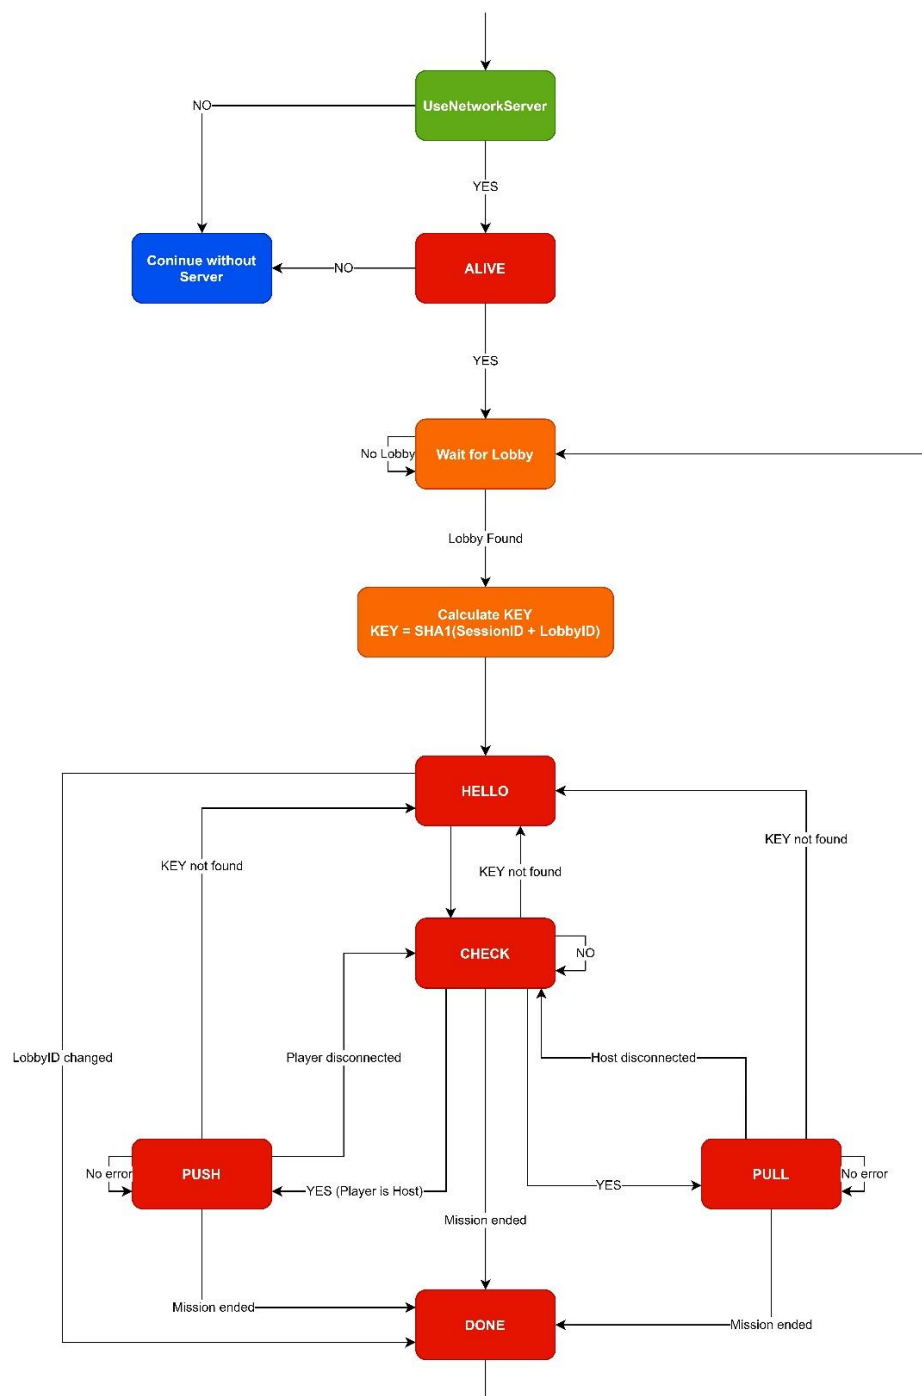 UseNetworkServer
NO
YES
Coninue without
Server
NO
ALIVE
YES
No Lobby
Wait for Lobby
Lobby Found
Calculate KEY
KEY = SHA1(SessionID + LobbyID)
HELLO
KEY not found
KEY not found
KEY not found
CHECK
NO
LobbyID changed
Player disconnected
Host disconnected
No error
PUSH
YES (Player is Host)
YES
PULL
No error
Mission ended
Mission ended
DONE
Mission ended